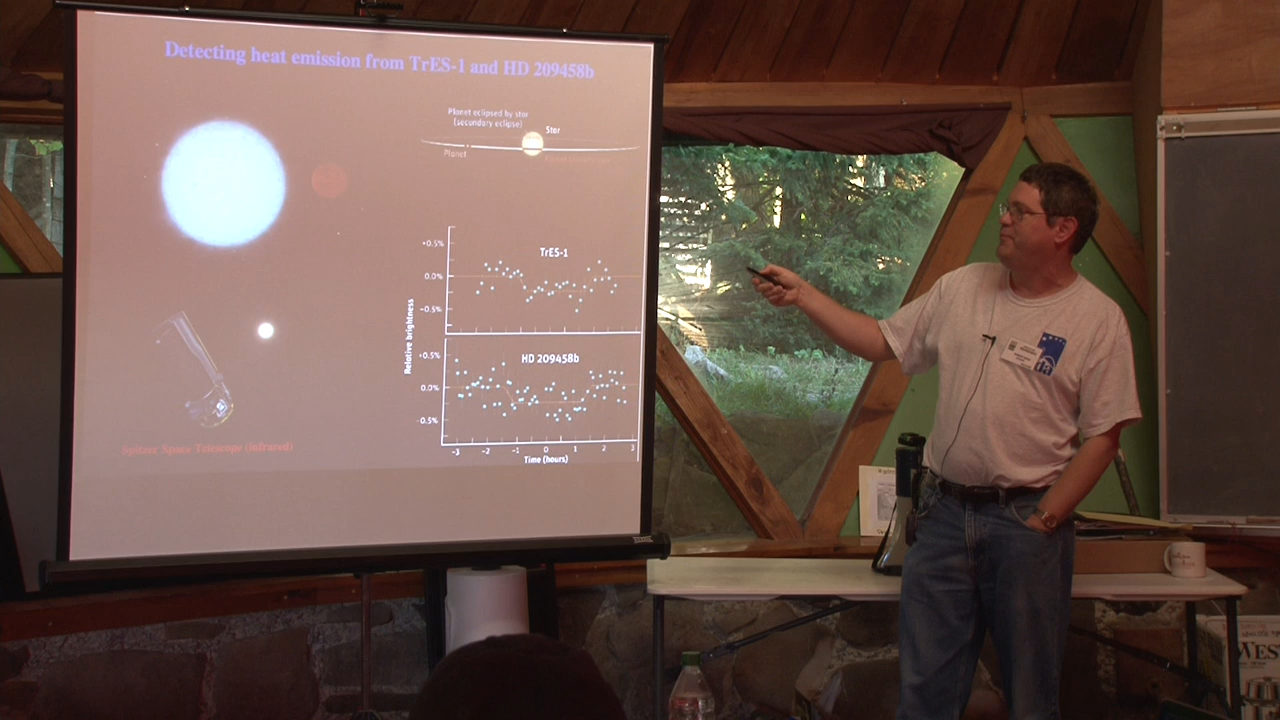 Detecting heat emission from TrES-1 and HD 209458b
Planet eclipsed by star
(secondary eclipse)
Star
Planet
+0.5%
TrES-1
0.0%
-0.5%
Relative brightness
+0.5%
HD 209458b
0.0%
-0.5%
-3 -2 -1 0 1 2 3
Time (hours)
Spitzer Space Telescope (infrared)